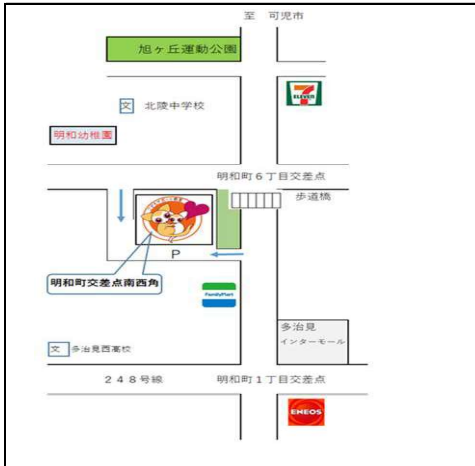 至 可児市
旭ヶ丘運動公園
ELEVEN
文 北陵中学校
明和幼稚園
明和町6丁目交差点
歩道橋
P
明和町交差点南西角
FamilyMart
多治見
インターモール
文 多治見西高校
248号線 明和町1丁目交差点
ENEOS